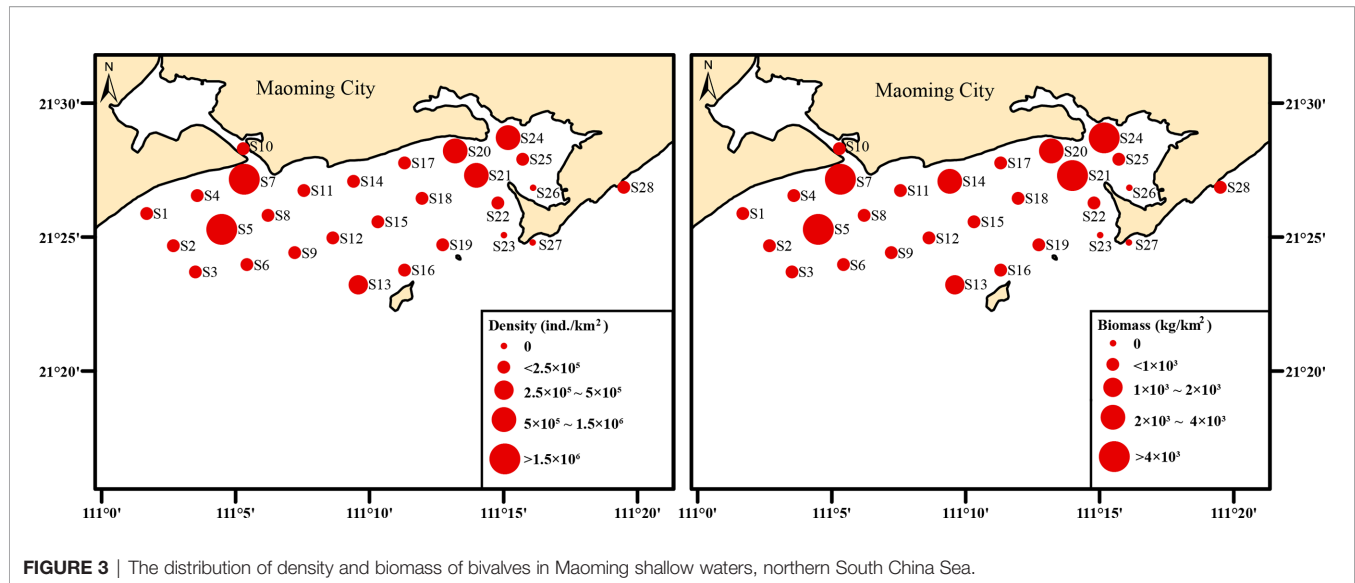 N
Maoming City
21°30'
21°25'
21°20'
S24
S20
S10
S17
S25
S21
S7
S14
S11
S26
S28
S4
S18
S22
S1
S8
S15
S5
S12
S23
S27
S2
S19
S9
S6
S3
S16
S13
Density (ind./km²)
0
<2.5×10⁵
2.5×10⁵ ~ 5×10⁵
5×10⁵ ~ 1.5×10⁶
>1.5×10⁶
111°0' 111°5' 111°10' 111°15' 111°20'
N
Maoming City
21°30'
21°25'
21°20'
S24
S20
S10
S17
S25
S21
S7
S14
S11
S26
S28
S4
S18
S22
S1
S8
S15
S5
S12
S23
S27
S2
S19
S9
S6
S3
S16
S13
Biomass (kg/km²)
0
<1×10³
1×10³ ~ 2×10³
2×10³ ~ 4×10³
>4×10³
111°0' 111°5' 111°10' 111°15' 111°20'
FIGURE 3 | The distribution of density and biomass of bivalves in Maoming shallow waters, northern South China Sea.